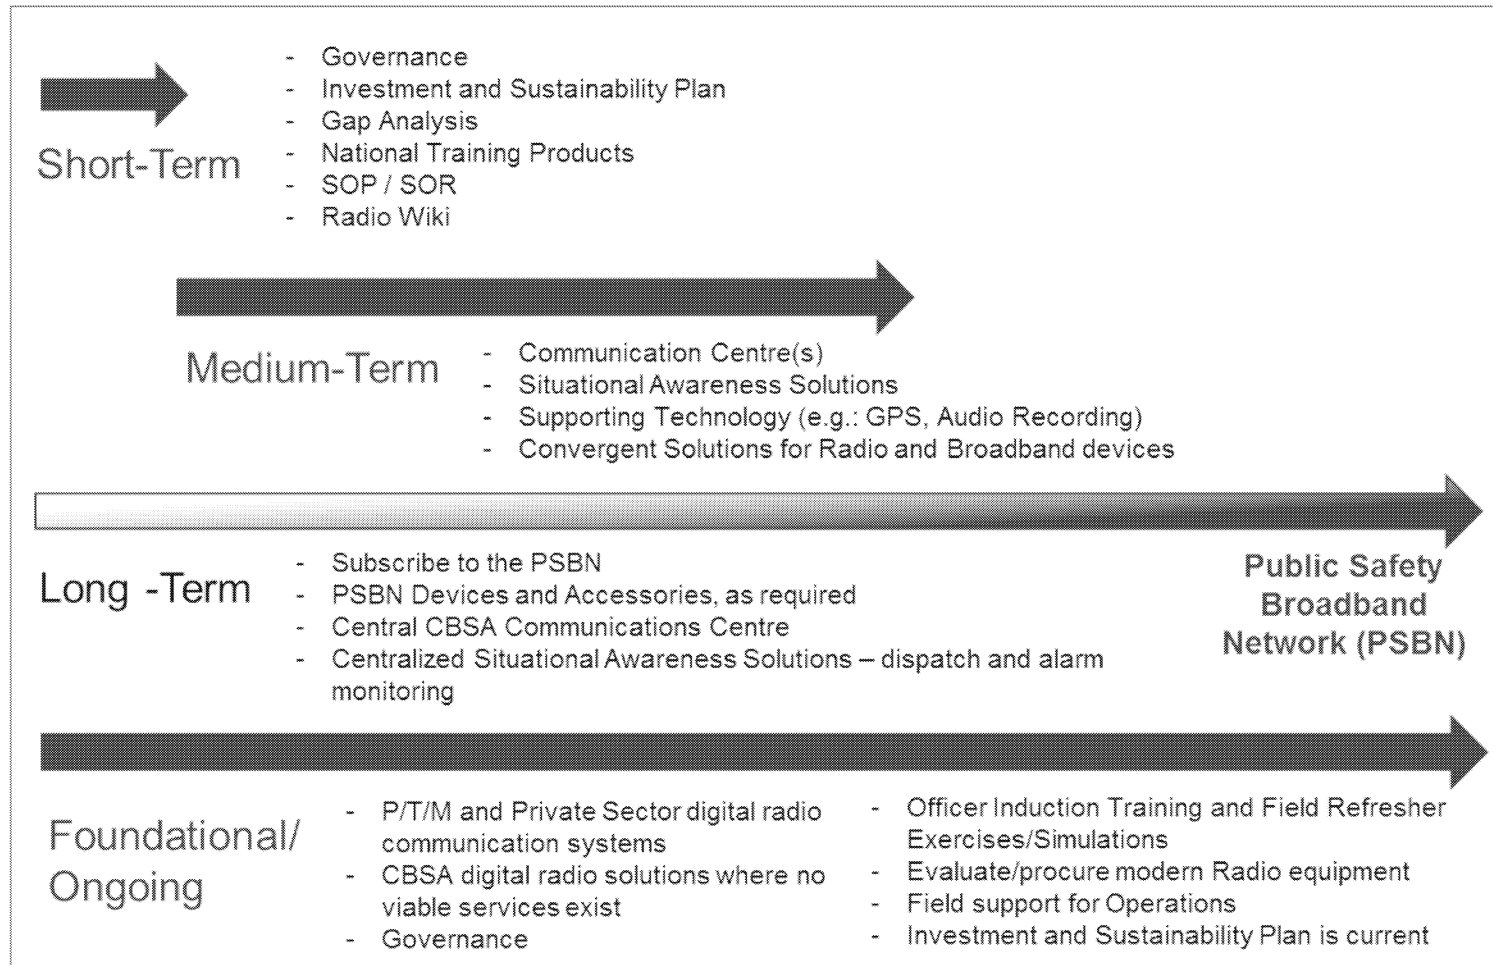 - Governance
- Investment and Sustainability Plan
- Gap Analysis
- National Training Products
- SOP / SOR
- Radio Wiki
Short-Term
Medium-Term
- Communication Centre(s)
- Situational Awareness Solutions
- Supporting Technology (e.g.: GPS, Audio Recording)
- Convergent Solutions for Radio and Broadband devices
Long -Term
- Subscribe to the PSBN
- PSBN Devices and Accessories, as required
- Central CBSA Communications Centre
- Centralized Situational Awareness Solutions – dispatch and alarm
monitoring
Public Safety
Broadband
Network (PSBN)
Foundational/
Ongoing
- P/T/M and Private Sector digital radio
communication systems
- CBSA digital radio solutions where no
viable services exist
- Governance
- Officer Induction Training and Field Refresher
Exercises/Simulations
- Evaluate/procure modern Radio equipment
- Field support for Operations
- Investment and Sustainability Plan is current